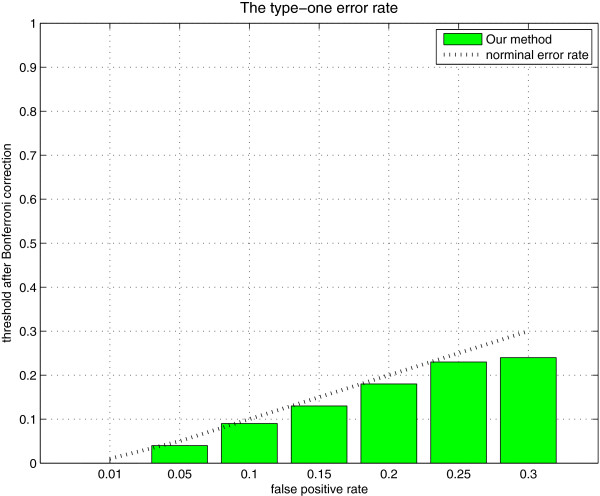 The type-one error rate
Our method
norminal error rate
threshold after Bonferroni correction
1
0.9
0.8
0.7
0.6
0.5
0.4
0.3
0.2
0.1
0
0.01 0.05 0.1 0.15 0.2 0.25 0.3
false positive rate